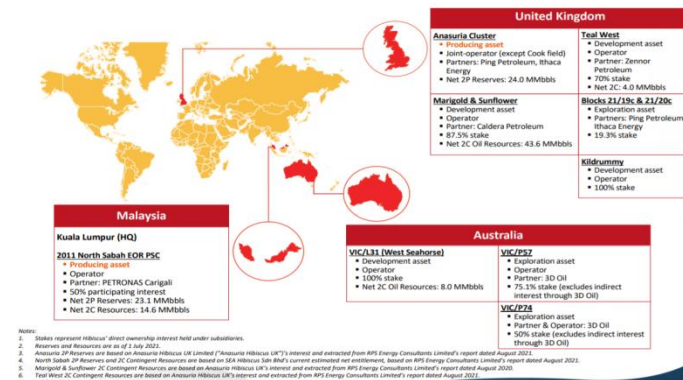 United Kingdom
Anasuria Cluster
▪ Producing asset
▪ Joint-operator (except Cook field)
▪ Partners: Ping Petroleum, Ithaca
Energy
▪ Net 2P Reserves: 24.0 MMbbls
Teal West
▪ Development asset
▪ Operator
▪ Partner: Zennor
Petroleum
▪ 70% stake
▪ Net 2C: 4.0 MMbbls
Marigold & Sunflower
▪ Development asset
▪ Operator
▪ Partner: Caldera Petroleum
▪ 87.5% stake
▪ Net 2C Oil Resources: 43.6 MMbbls
Blocks 21/19c & 21/20c
▪ Exploration asset
▪ Partners: Ping Petroleum,
Ithaca Energy
▪ 19.3% stake
Kildrummy
▪ Development asset
▪ Operator
▪ 100% stake
Malaysia
Kuala Lumpur (HQ)
2011 North Sabah EOR PSC
▪ Producing asset
▪ Operator
▪ Partner: PETRONAS Carigali
▪ 50% participating interest
▪ Net 2P Reserves: 23.1 MMbbls
▪ Net 2C Resources: 14.6 MMbbls
Australia
VIC/L31 (West Seahorse)
▪ Development asset
▪ Operator
▪ 100% stake
▪ Net 2C Oil Resources: 8.0 MMbbls
VIC/P57
▪ Exploration asset
▪ Operator
▪ Partner: 3D Oil
▪ 75.1% stake (excludes indirect
interest through 3D Oil)
VIC/P74
▪ Exploration asset
▪ Partner & Operator: 3D Oil
▪ 50% stake (excludes indirect interest
through 3D Oil)
Notes:
1. Stakes represent Hibiscus' direct ownership interest held under subsidiaries.
2. Reserves and Resources are as of 1 July 2021.
3. Anasuria 2P Reserves are based on Anasuria Hibiscus UK Limited ("Anasuria Hibiscus UK")'s interest and extracted from RPS Energy Consultants Limited's report dated August 2021.
4. North Sabah 2P Reserves and 2C Contingent Resources are based on SEA Hibiscus Sdn Bhd's current estimated net entitlement, based on RPS Energy Consultants Limited's report dated August 2021.
5. Marigold & Sunflower 2C Contingent Resources are based on Anasuria Hibiscus UK's interest and extracted from RPS Energy Consultants Limited's report dated August 2020.
6. Teal West 2C Contingent Resources are based on Anasuria Hibiscus UK's interest and extracted from RPS Energy Consultants Limited's report dated August 2021.